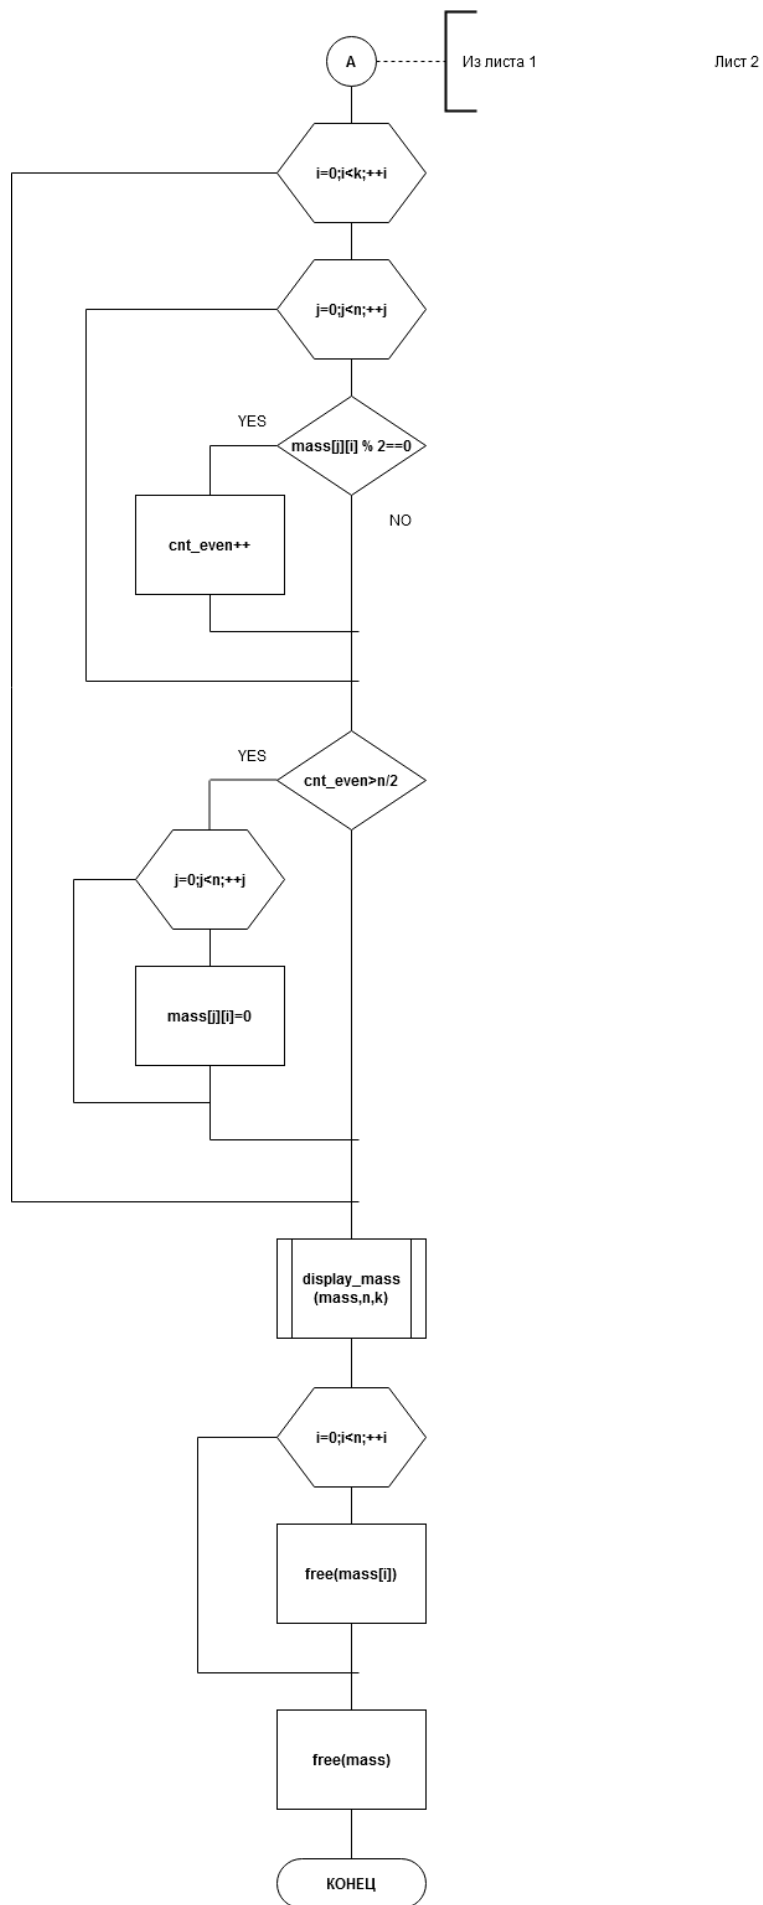 А
Из листа 1
Лист 2
i=0;i<k;++i
j=0;j<n;++j
YES
mass[j][i] % 2==0
NO
cnt_even++
YES
cnt_even>n/2
j=0;j<n;++j
mass[j][i]=0
display_mass
(mass,n,k)
i=0;i<n;++i
free(mass[i])
free(mass)
КОНЕЦ